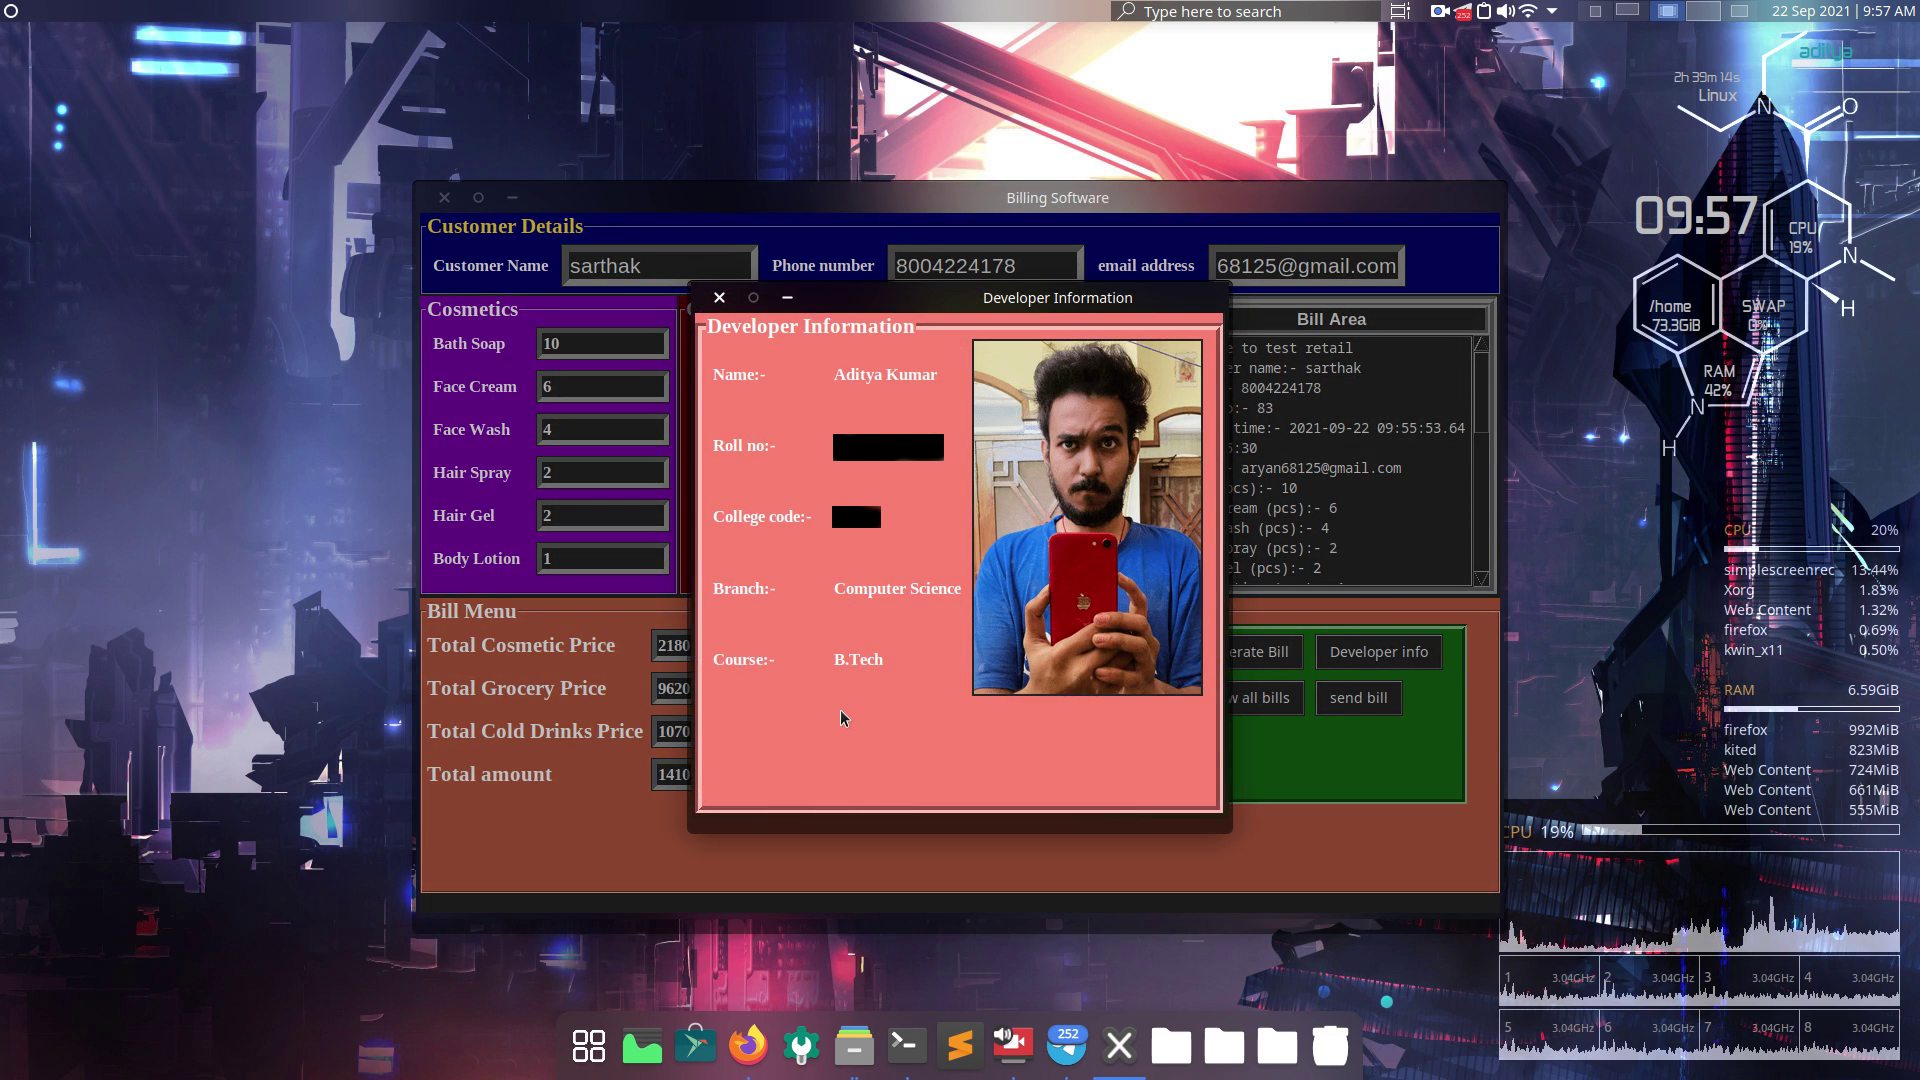 Type here to search
252
22 Sep 2021 | 9:57 AM
aditya
2h 39m 14s
Linux
N
O
09:57
CPU
19%
N
/home
73.3GiB
SWAP
0%
H
RAM
42%
N
H
Billing Software
Customer Details
Customer Name
sarthak
Phone number
8004224178
email address
68125@gmail.com
Cosmetics
Bath Soap
10
Face Cream
6
Face Wash
4
Hair Spray
2
Hair Gel
2
Body Lotion
1
Developer Information
Developer Information
Name:-
Aditya Kumar
Roll no:-
College code:-
Branch:-
Computer Science
Course:-
B.Tech
Bill Area
e to test retail
er name:- sarthak
- 8004224178
o:- 83
time:- 2021-09-22 09:55:53.64
5:30
- aryan68125@gmail.com
pcs):- 10
ream (pcs):- 6
ash (pcs):- 4
pray (pcs):- 2
el (pcs):- 2
Bill Menu
Total Cosmetic Price
2180
Total Grocery Price
9620
Total Cold Drinks Price
1070
Total amount
1410
erate Bill
Developer info
w all bills
send bill
CPU
20%
simplescreenrec
13.44%
Xorg
1.83%
Web Content
1.32%
firefox
0.69%
kwin_x11
0.50%
RAM
6.59GiB
firefox
992MiB
kited
823MiB
Web Content
724MiB
Web Content
661MiB
Web Content
555MiB
CPU 19%
1 3.04GHz 2 3.04GHz 3 3.04GHz 4 3.04GHz
5 3.04GHz 6 3.04GHz 7 3.04GHz 8 3.04GHz
252